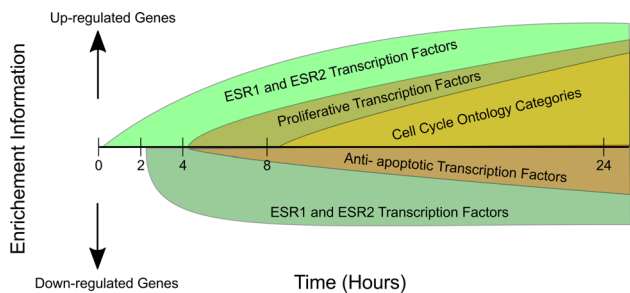 Up-regulated Genes
Enrichement Information
ESR1 and ESR2 Transcription Factors
Proliferative Transcription Factors
Cell Cycle Ontology Categories
0 2 4 8 24
Anti- apoptotic Transcription Factors
ESR1 and ESR2 Transcription Factors
Down-regulated Genes
Time (Hours)